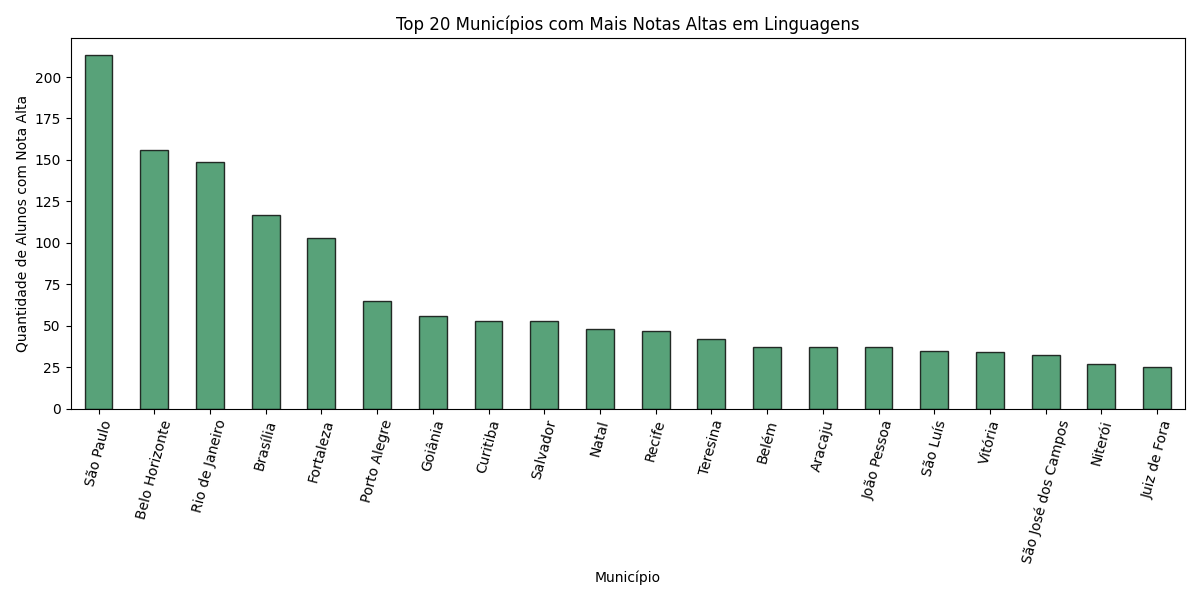 Top 20 Municípios com Mais Notas Altas em Linguagens
Quantidade de Alunos com Nota Alta
200
175
150
125
100
75
50
25
0
São Paulo
Belo Horizonte
Rio de Janeiro
Brasília
Fortaleza
Porto Alegre
Goiânia
Curitiba
Salvador
Natal
Recife
Teresina
Belém
Aracaju
João Pessoa
São Luís
Vitória
São José dos Campos
Niterói
Juiz de Fora
Município